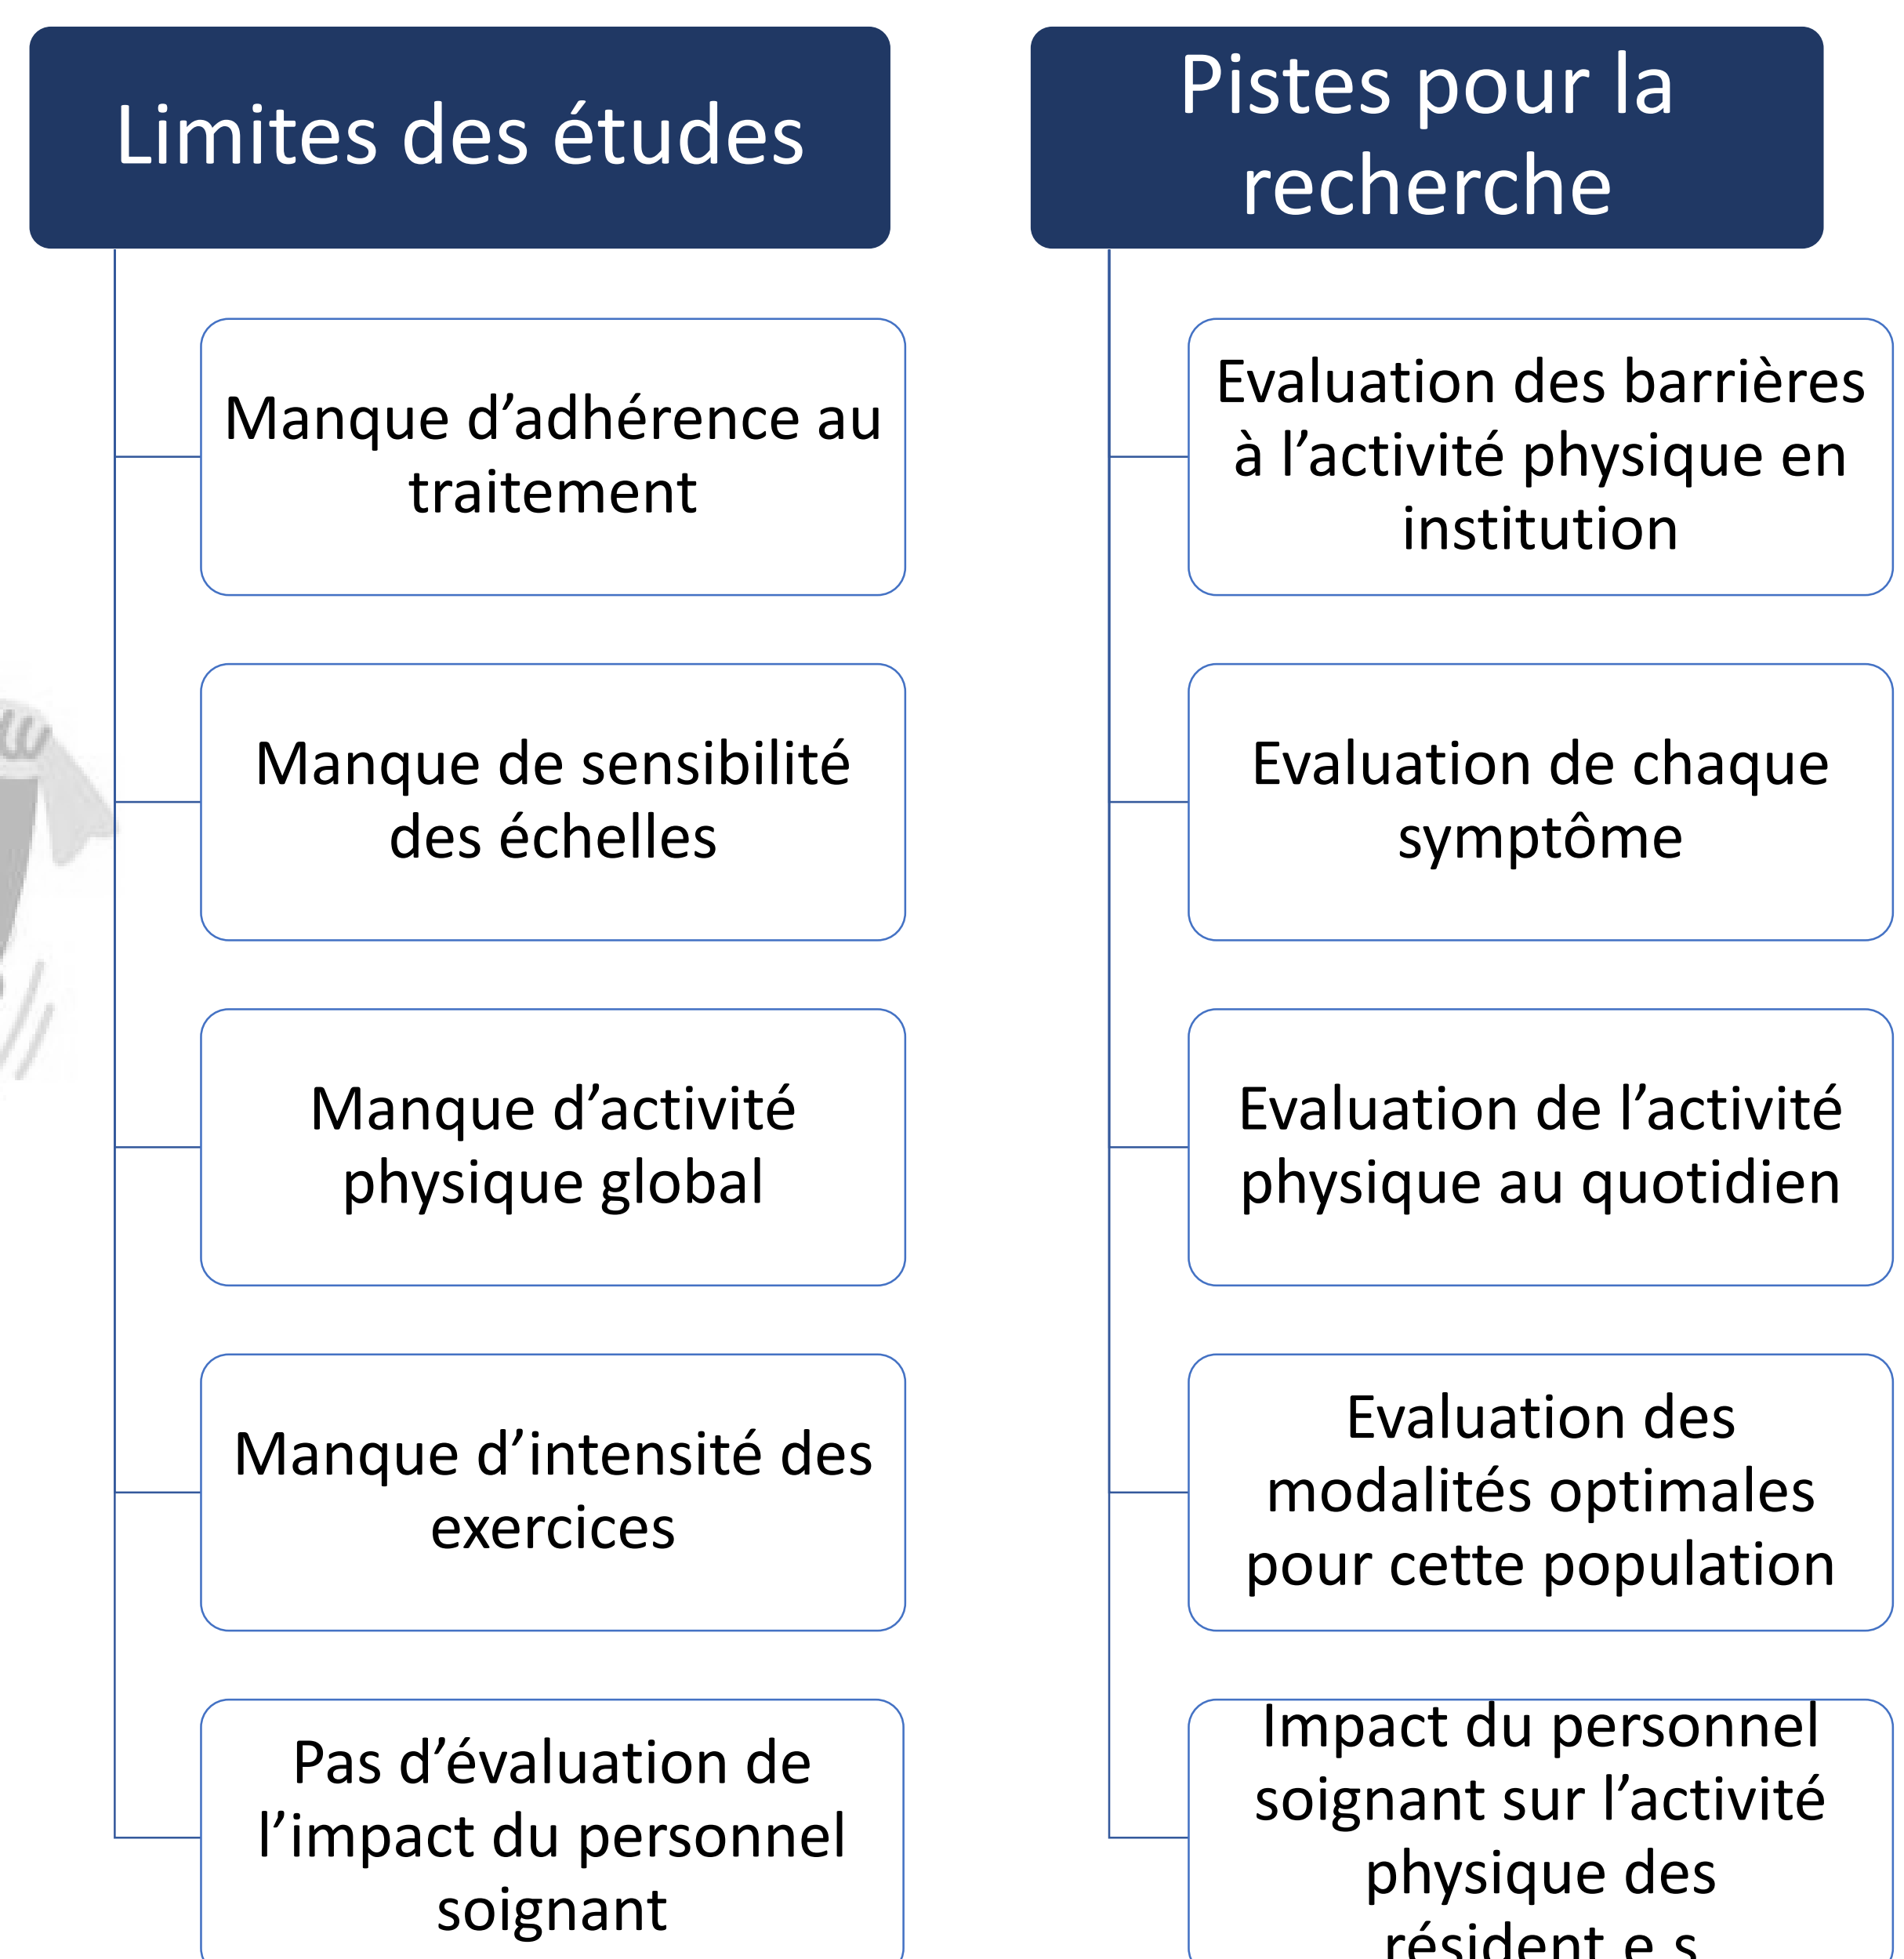 Limites des études
Manque d’adhérence au
traitement
Manque de sensibilité
des échelles
Manque d’activité
physique global
Manque d’intensité des
exercices
Pas d’évaluation de
l’impact du personnel
soignant
Pistes pour la
recherche
Evaluation des barrières
à l’activité physique en
institution
Evaluation de chaque
symptôme
Evaluation de l’activité
physique au quotidien
Evaluation des
modalités optimales
pour cette population
Impact du personnel
soignant sur l’activité
physique des
résident.e.s